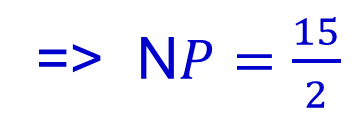 => NP = 15/2